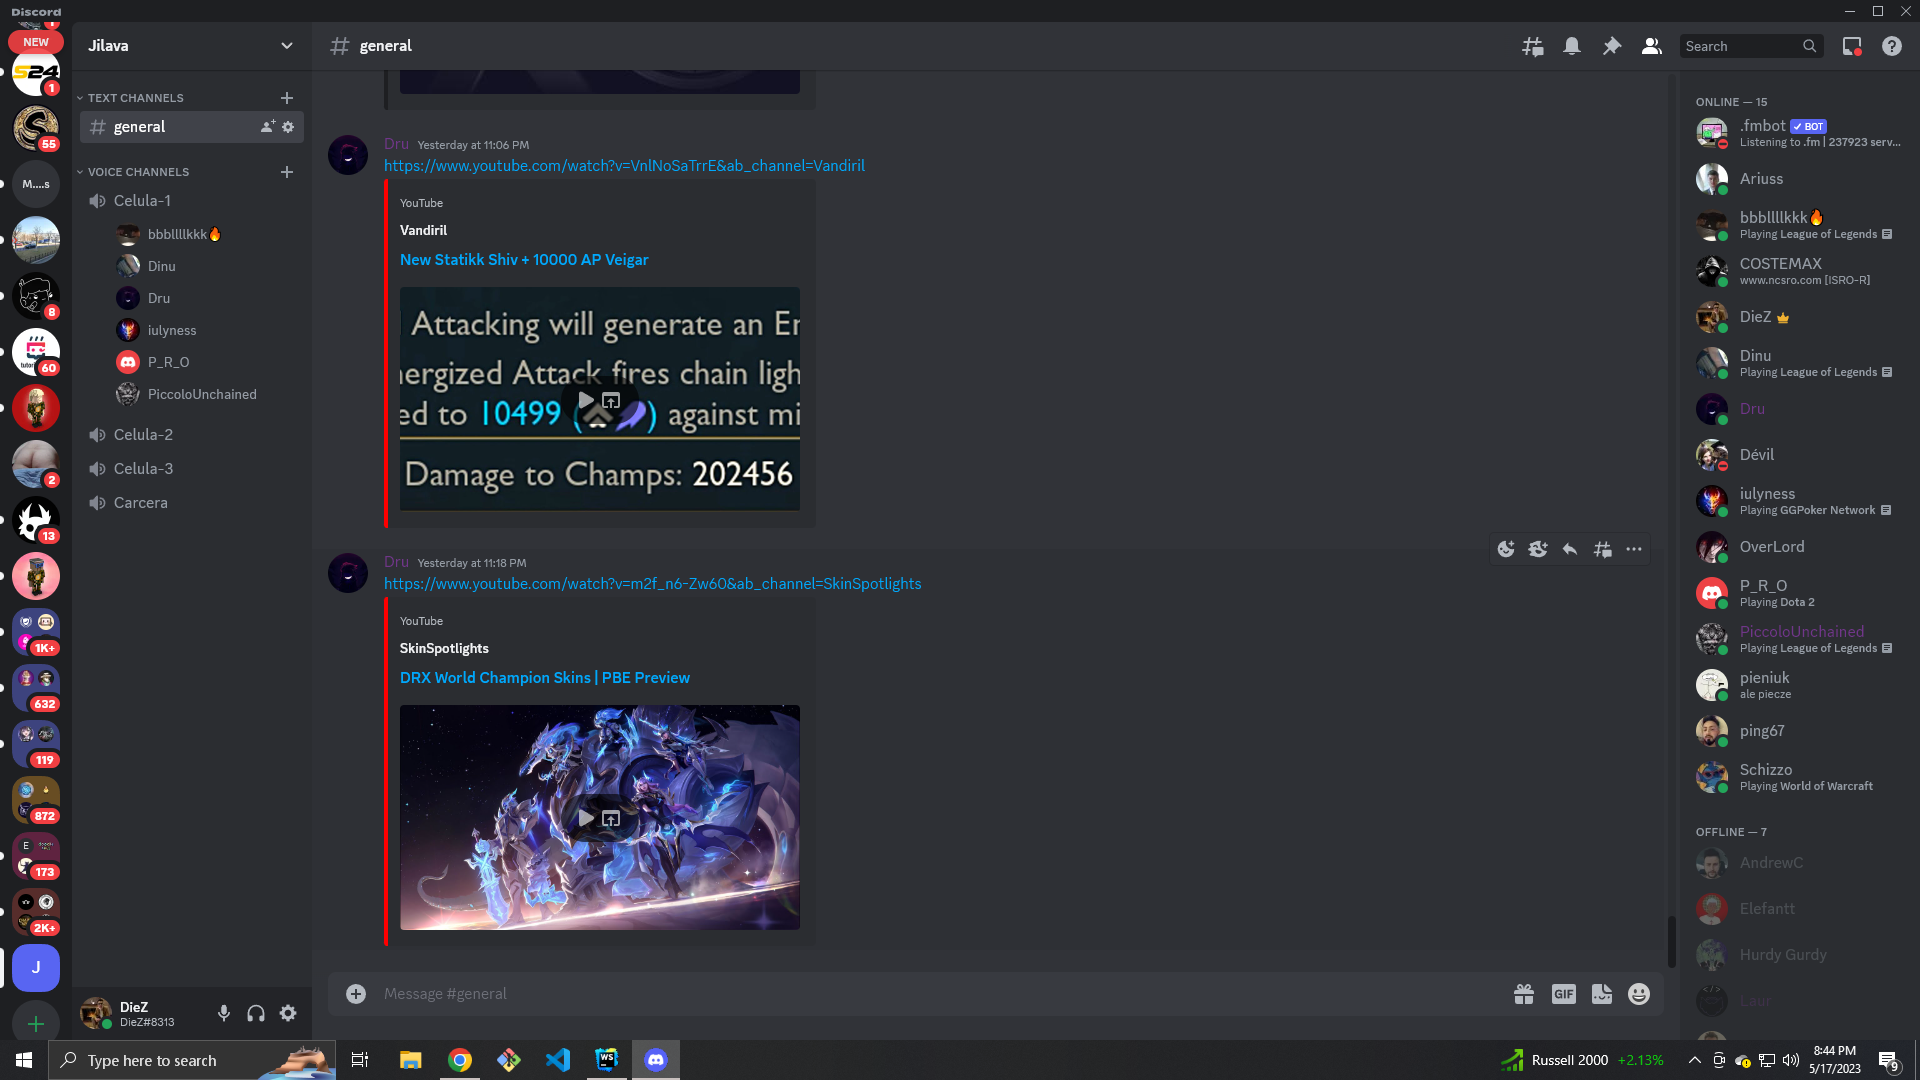 Discord
NEW
1
S24
1
55
M....s
8
60
2
13
1K+
632
119
872
E
173
2K+
J
Jilava
TEXT CHANNELS
general
VOICE CHANNELS
Celula-1
bbbllllkkk🔥
Dinu
Dru
iulyness
P_R_O
PiccoloUnchained
Celula-2
Celula-3
Carcera
DieZ
DieZ#8313
general
Search
Dru Yesterday at 11:06 PM
https://www.youtube.com/watch?v=VnlNoSaTrrE&ab_channel=Vandiril
YouTube
Vandiril
New Statikk Shiv + 10000 AP Veigar
Attacking will generate an En
nergized Attack fires chain ligh
ed to 10499 ( ) against mi
Damage to Champs: 202456
Dru Yesterday at 11:18 PM
https://www.youtube.com/watch?v=m2f_n6-Zw60&ab_channel=SkinSpotlights
YouTube
SkinSpotlights
DRX World Champion Skins | PBE Preview
Message #general
GIF
ONLINE — 15
.fmbot ✓ BOT
Listening to .fm | 237923 serv...
Ariuss
bbbllllkkk🔥
Playing League of Legends
COSTEMAX
www.ncsro.com [ISRO-R]
DieZ
Dinu
Playing League of Legends
Dru
Dévil
iulyness
Playing GGPoker Network
OverLord
P_R_O
Playing Dota 2
PiccoloUnchained
Playing League of Legends
pieniuk
ale piecze
ping67
Schizzo
Playing World of Warcraft
OFFLINE — 7
AndrewC
Elefantt
Hurdy Gurdy
Laur
Type here to search
WS
Russell 2000 +2.13%
8:44 PM
5/17/2023
9